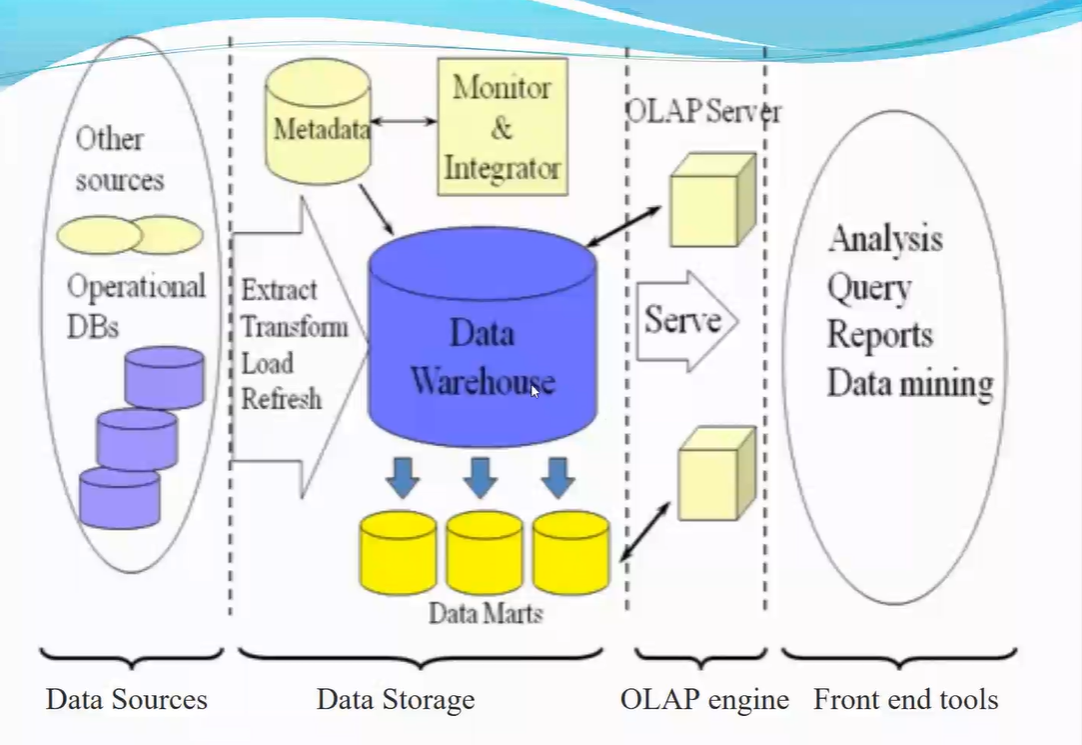 Other
sources
Operational
DBs
Metadata
Monitor
&
Integrator
Extract
Transform
Load
Refresh
Data
Warehouse
Data Marts
OLAP Server
Serve
Analysis
Query
Reports
Data mining
Data Sources
Data Storage
OLAP engine
Front end tools